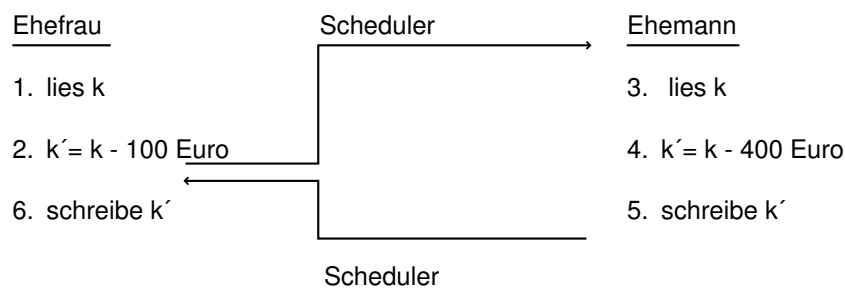 Ehefrau Scheduler Ehemann
1. lies k 3. lies k
2. k´= k - 100 Euro 4. k´= k - 400 Euro
6. schreibe k´ 5. schreibe k´
Scheduler